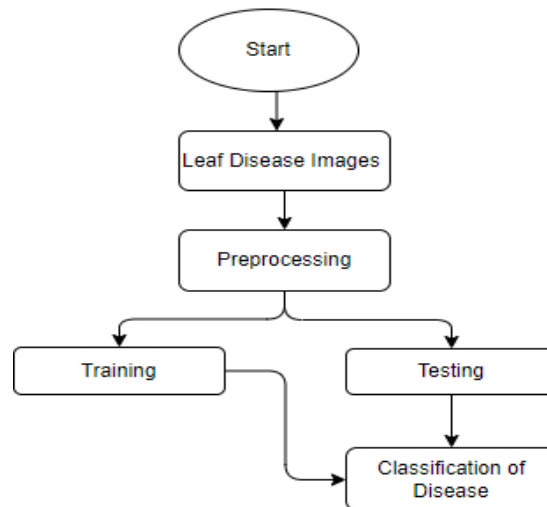 Start
Leaf Disease Images
Preprocessing
Training
Testing
Classification of
Disease